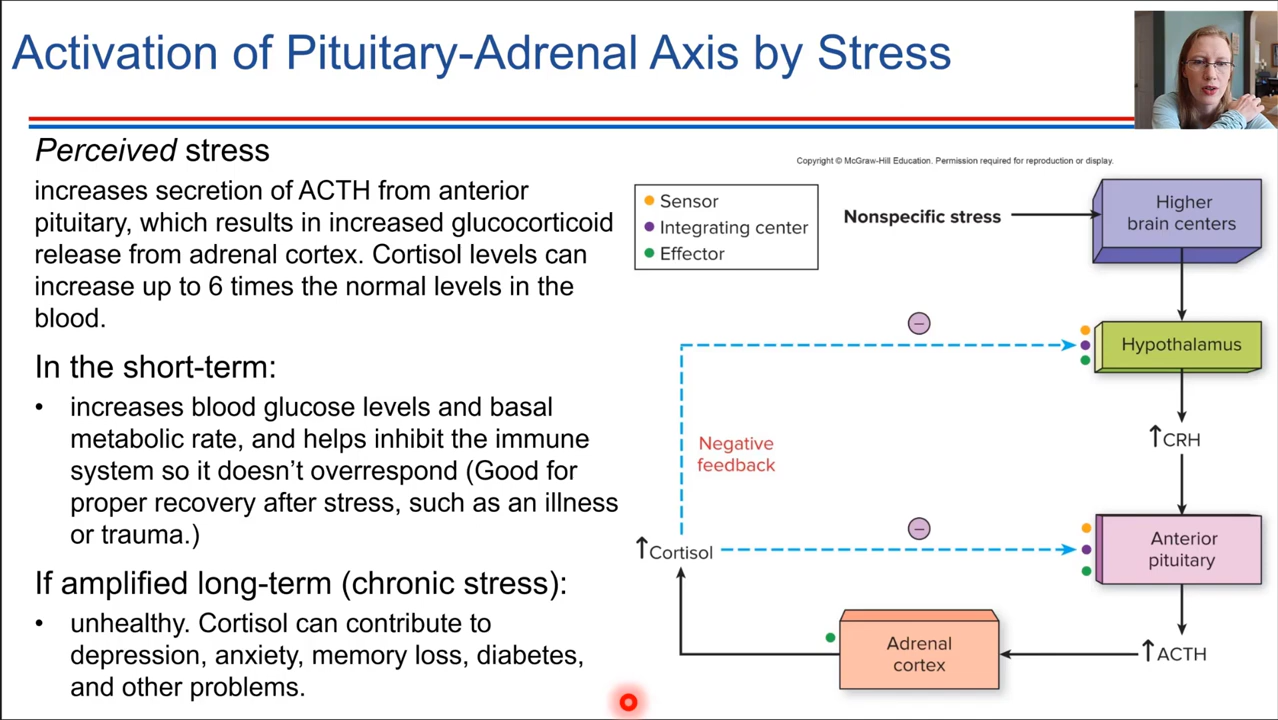 Activation of Pituitary-Adrenal Axis by Stress
Perceived stress
increases secretion of ACTH from anterior
pituitary, which results in increased glucocorticoid
release from adrenal cortex. Cortisol levels can
increase up to 6 times the normal levels in the
blood.
In the short-term:
• increases blood glucose levels and basal
metabolic rate, and helps inhibit the immune
system so it doesn’t overrespond (Good for
proper recovery after stress, such as an illness
or trauma.)
If amplified long-term (chronic stress):
• unhealthy. Cortisol can contribute to
depression, anxiety, memory loss, diabetes,
and other problems.
Copyright © McGraw-Hill Education. Permission required for reproduction or display.
Sensor
Integrating center
Effector
Nonspecific stress
Higher
brain centers
−
Hypothalamus
↑CRH
Negative
feedback
−
Anterior
pituitary
↑Cortisol
↑ACTH
Adrenal
cortex